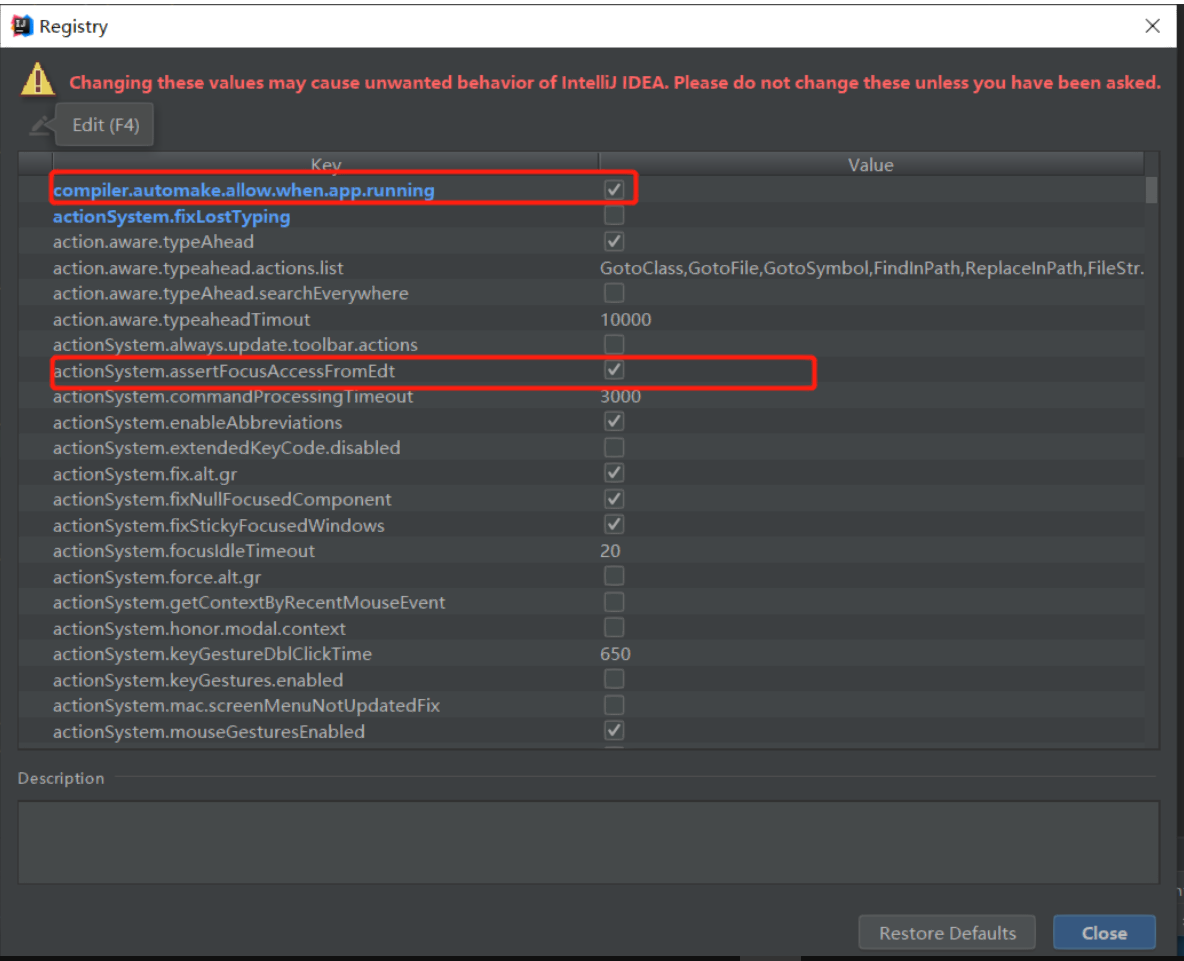 Registry
Changing these values may cause unwanted behavior of IntelliJ IDEA. Please do not change these unless you have been asked.
Edit (F4)
Key Value
compiler.automake.allow.when.app.running
actionSystem.fixLostTyping
action.aware.typeAhead
action.aware.typeahead.actions.list GotoClass,GotoFile,GotoSymbol,FindInPath,ReplaceInPath,FileStr.
action.aware.typeAhead.searchEverywhere
action.aware.typeaheadTimout 10000
actionSystem.always.update.toolbar.actions
actionSystem.assertFocusAccessFromEdt
actionSystem.commandProcessingTimeout 3000
actionSystem.enableAbbreviations
actionSystem.extendedKeyCode.disabled
actionSystem.fix.alt.gr
actionSystem.fixNullFocusedComponent
actionSystem.fixStickyFocusedWindows
actionSystem.focusIdleTimeout 20
actionSystem.force.alt.gr
actionSystem.getContextByRecentMouseEvent
actionSystem.honor.modal.context
actionSystem.keyGestureDblClickTime 650
actionSystem.keyGestures.enabled
actionSystem.mac.screenMenuNotUpdatedFix
actionSystem.mouseGesturesEnabled
Description
Restore Defaults Close